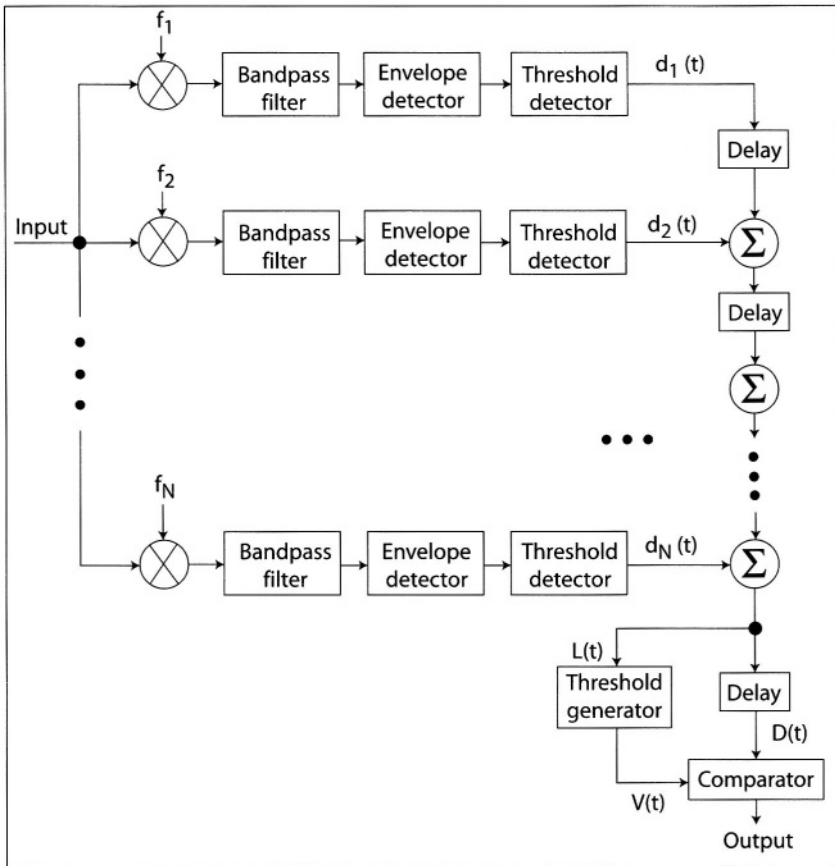 f1
Bandpass filter
Envelope detector
Threshold detector
d1 (t)
Delay
Input
f2
Bandpass filter
Envelope detector
Threshold detector
d2 (t)
Σ
Delay
Σ
fN
Bandpass filter
Envelope detector
Threshold detector
dN (t)
Σ
L(t)
Threshold generator
Delay
D(t)
V(t)
Comparator
Output